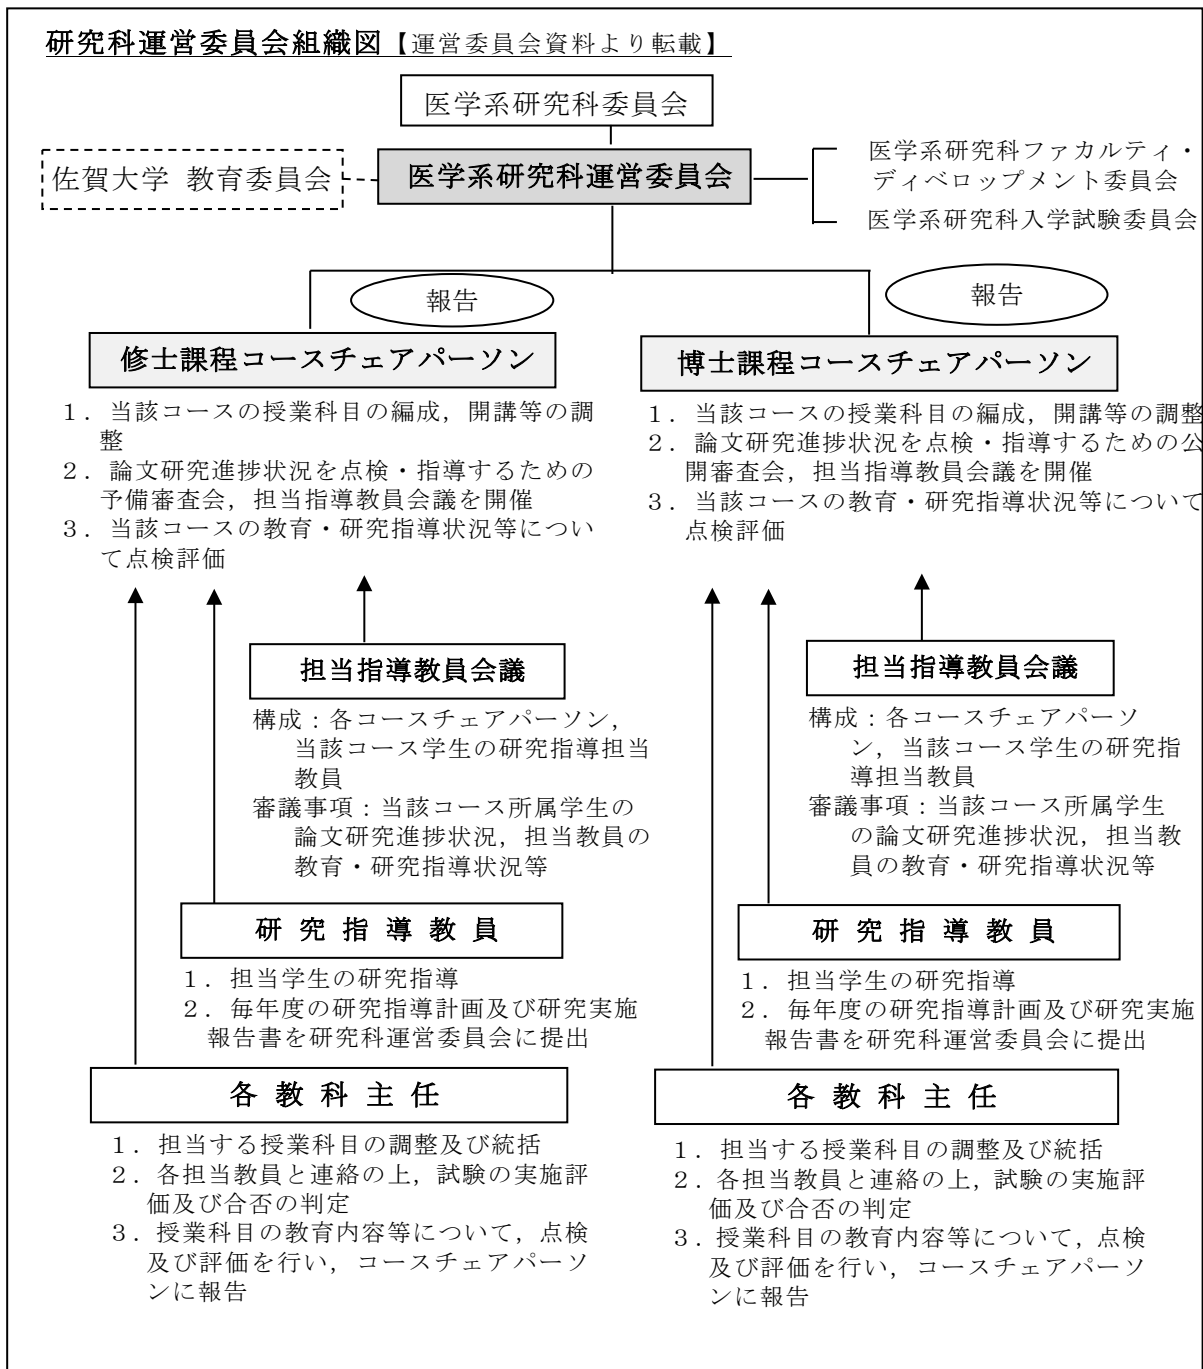 研究科運営委員会組織図【運営委員会資料より転載】
医学系研究科委員会
佐賀大学 教育委員会
医学系研究科運営委員会
医学系研究科ファカルティ・
ディベロップメント委員会
医学系研究科入学試験委員会
報告
報告
修士課程コースチェアパーソン
１．当該コースの授業科目の編成，開講等の調
整
２．論文研究進捗状況を点検・指導するための
予備審査会，担当指導教員会議を開催
３．当該コースの教育・研究指導状況等につい
て点検評価
博士課程コースチェアパーソン
１．当該コースの授業科目の編成，開講等の調整
２．論文研究進捗状況を点検・指導するための公
開審査会，担当指導教員会議を開催
３．当該コースの教育・研究指導状況等について
点検評価
担当指導教員会議
構成：各コースチェアパーソン，
当該コース学生の研究指導担当
教員
審議事項：当該コース所属学生の
論文研究進捗状況，担当教員の
教育・研究指導状況等
担当指導教員会議
構成：各コースチェアパーソ
ン，当該コース学生の研究指
導担当教員
審議事項：当該コース所属学生
の論文研究進捗状況，担当教
員の教育・研究指導状況等
研 究 指 導 教 員
１．担当学生の研究指導
２．毎年度の研究指導計画及び研究実施
報告書を研究科運営委員会に提出
研 究 指 導 教 員
１．担当学生の研究指導
２．毎年度の研究指導計画及び研究実施
報告書を研究科運営委員会に提出
各 教 科 主 任
１．担当する授業科目の調整及び統括
２．各担当教員と連絡の上，試験の実施評
価及び合否の判定
３．授業科目の教育内容等について，点検
及び評価を行い，コースチェアパーソ
ンに報告
各 教 科 主 任
１．担当する授業科目の調整及び統括
２．各担当教員と連絡の上，試験の実施評
価及び合否の判定
３．授業科目の教育内容等について，点検
及び評価を行い，コースチェアパーソ
ンに報告